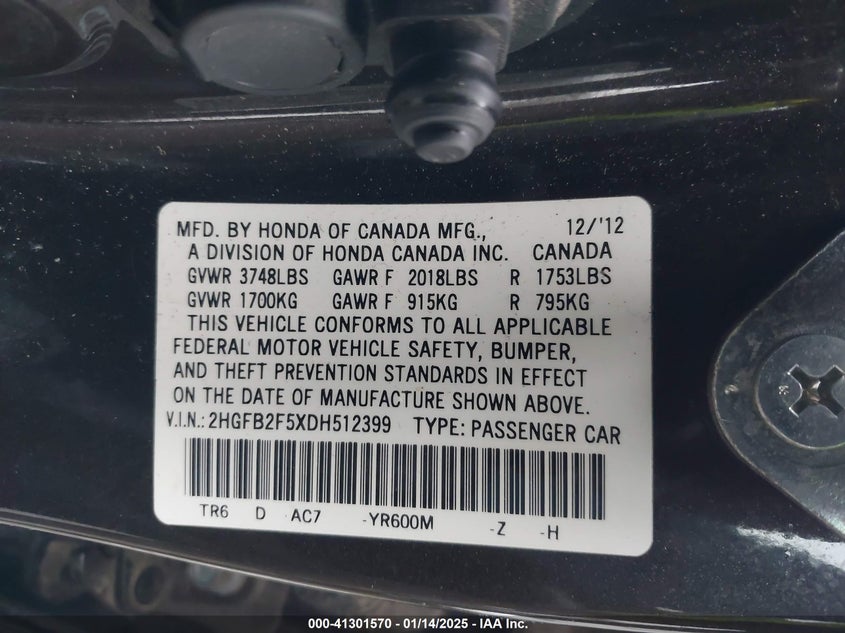 MFD. BY HONDA OF CANADA MFG., 12/'12
A DIVISION OF HONDA CANADA INC. CANADA
GVWR 3748LBS GAWR F 2018LBS R 1753LBS
GVWR 1700KG GAWR F 915KG R 795KG
THIS VEHICLE CONFORMS TO ALL APPLICABLE
FEDERAL MOTOR VEHICLE SAFETY, BUMPER,
AND THEFT PREVENTION STANDARDS IN EFFECT
ON THE DATE OF MANUFACTURE SHOWN ABOVE.
V.I.N.: 2HGFB2F5XDH512399 TYPE: PASSENGER CAR
TR6 D AC7 -YR600M -Z -H
000-41301570 - 01/14/2025 - IAA Inc.